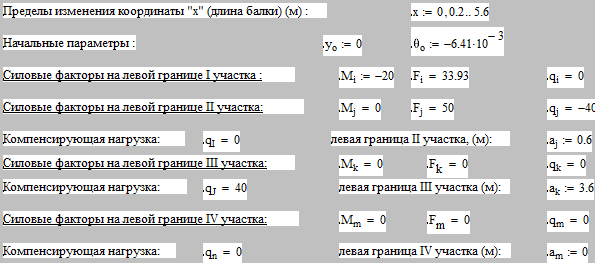 Пределы изменения координаты "x" (длина балки) (м) : .x := 0,0.2.. 5.6
Начальные параметры : .yo := 0 .θo := −6.41·10^−3
Силовые факторы на левой границе I участка : .Mi := −20 .Fi = 33.93 .qi = 0
Силовые факторы на левой границе II участка: .Mj = 0 .Fj = 50 .qj = −40
Компенсирующая нагрузка: .qI = 0 левая граница II участка, (м): .aj := 0.6
Силовые факторы на левой границе III участка: .Mk = 0 .Fk = 0 .qk = 0
Компенсирующая нагрузка: .qJ = 40 левая граница III участка (м): .ak := 3.6
Силовые факторы на левой границе IV участка: .Mm = 0 .Fm = 0 .qm = 0
Компенсирующая нагрузка: .qn = 0 левая граница IV участка (м): .am := 0